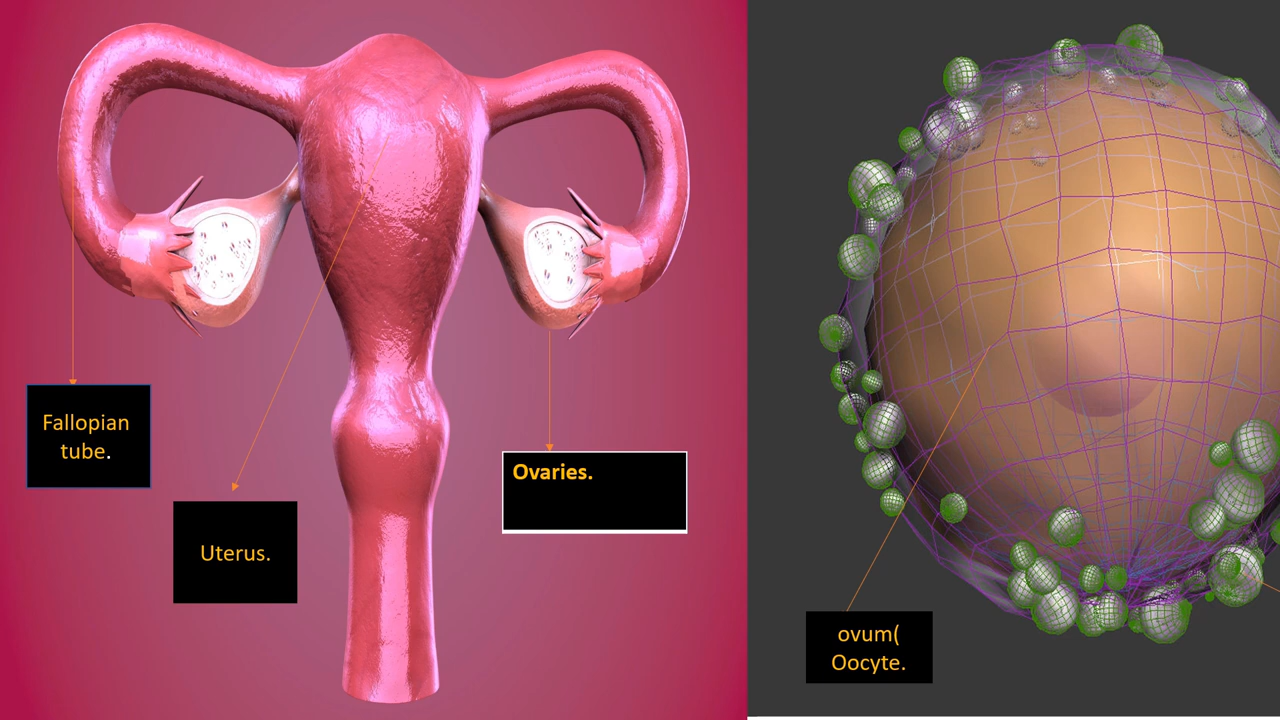 Fallopian
tube.
Uterus.
Ovaries.
ovum(
Oocyte.